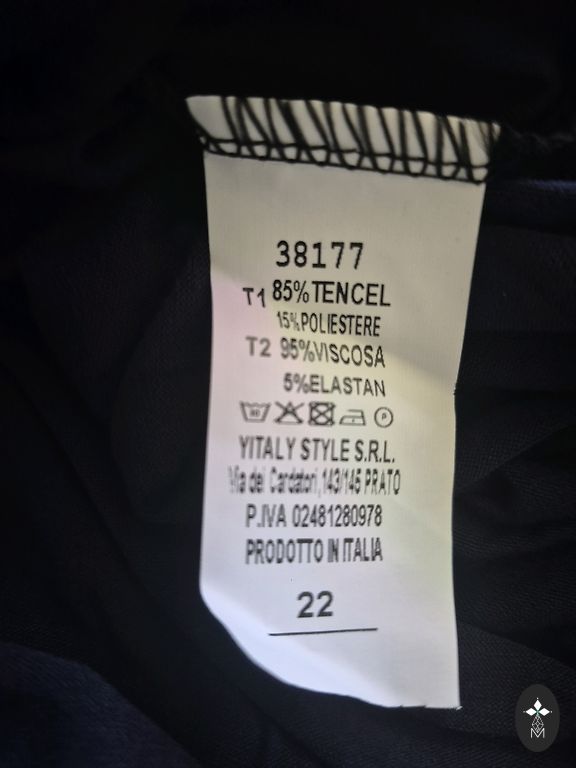 38177
T1 85%TENCEL
15%POLIESTERE
T2 95%VISCOSA
5%ELASTAN
P
YITALY STYLE S.R.L.
Via dei Cardatori,143/145 PRATO
P.IVA 02481280978
PRODOTTO IN ITALIA
22
M